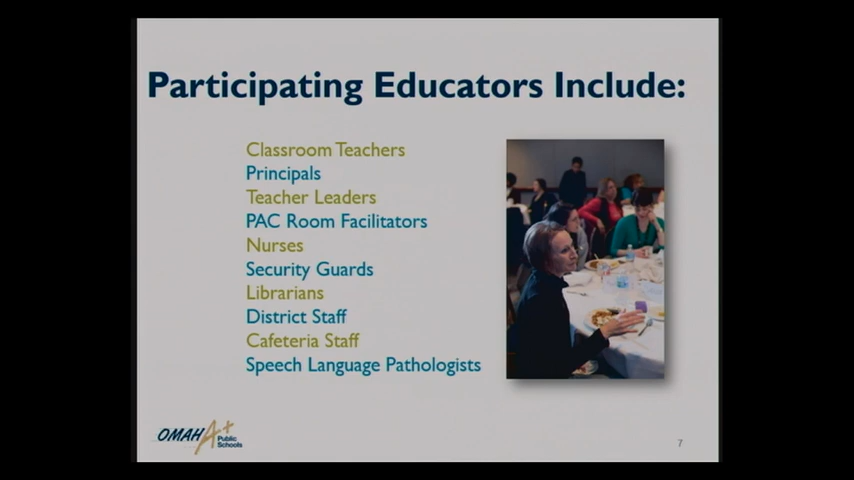 Participating Educators Include:
Classroom Teachers
Principals
Teacher Leaders
PAC Room Facilitators
Nurses
Security Guards
Librarians
District Staff
Cafeteria Staff
Speech Language Pathologists
OMAHA+
Public
Schools
7